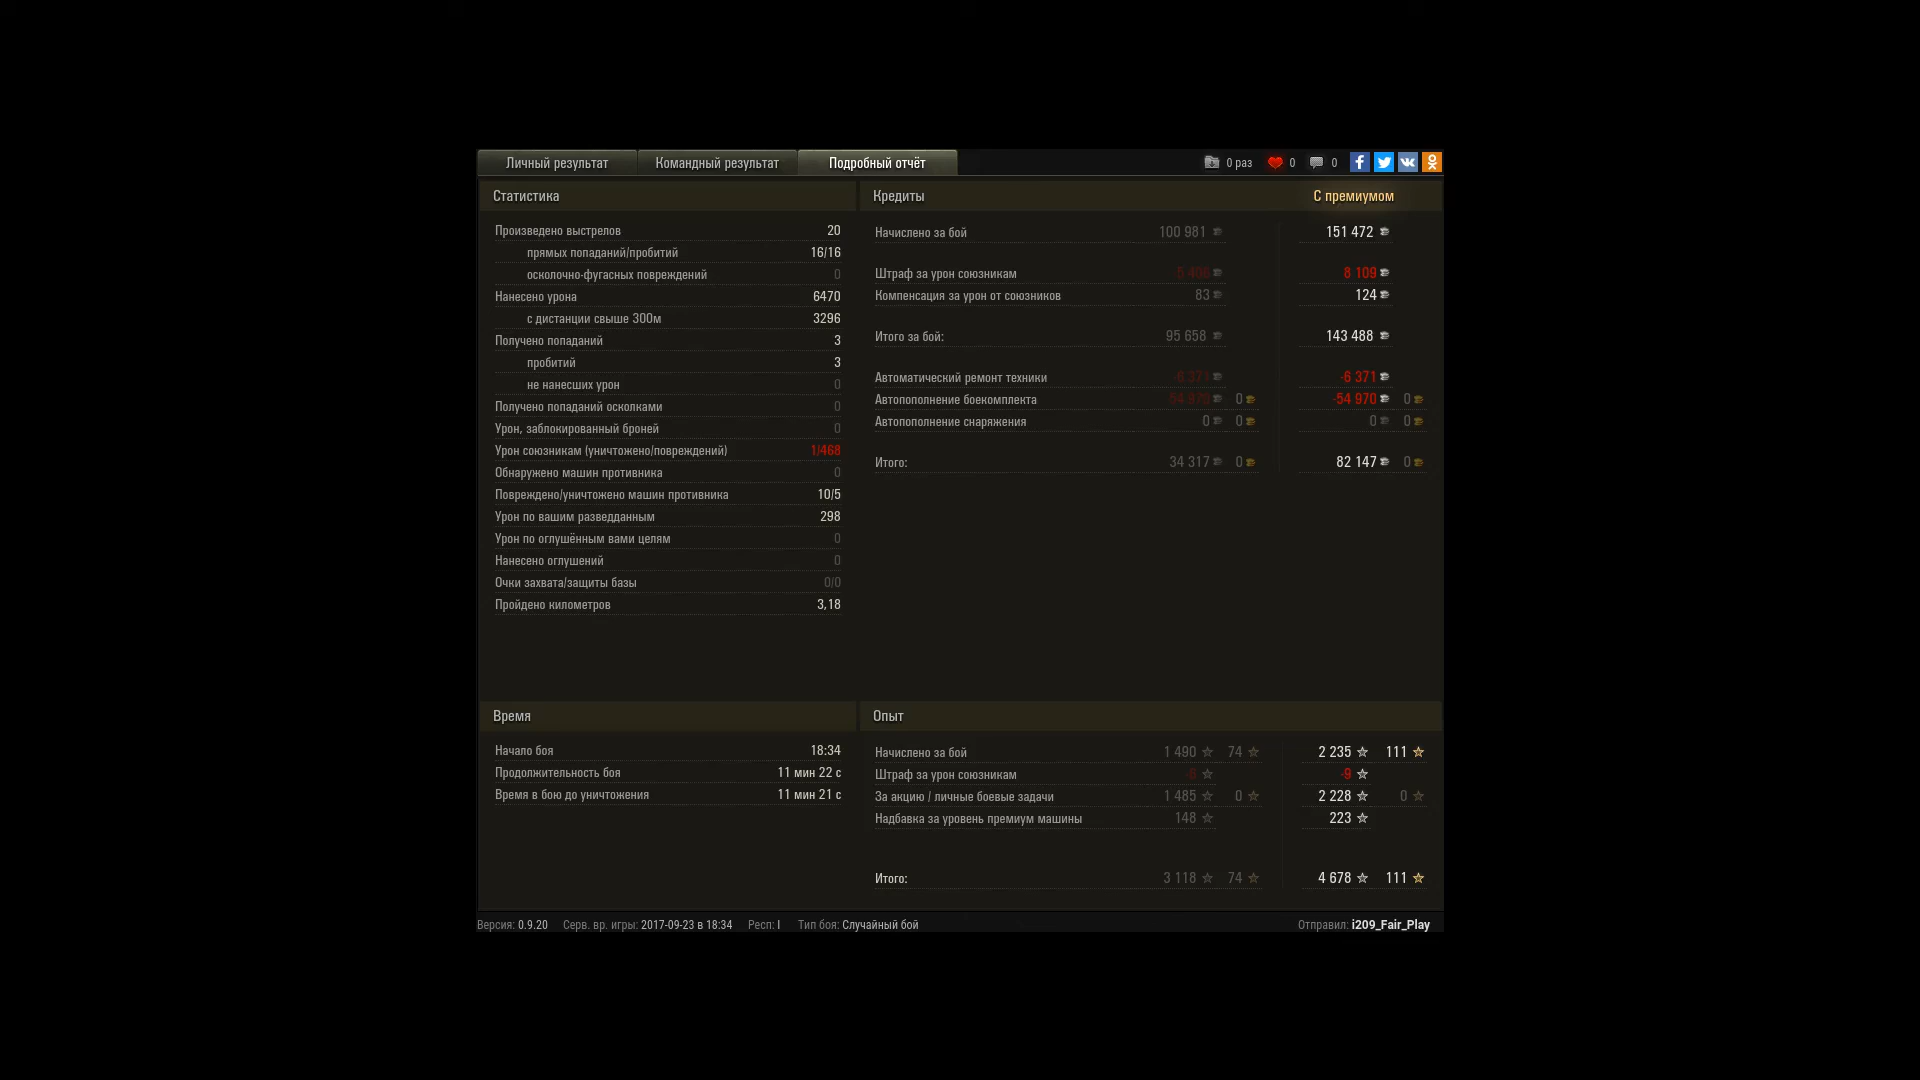 Личный результат Командный результат Подробный отчёт 0 раз 0 0
Статистика
Произведено выстрелов 20
прямых попаданий/пробитий 16/16
осколочно-фугасных повреждений 0
Нанесено урона 6470
с дистанции свыше 300м 3296
Получено попаданий 3
пробитий 3
не нанесших урон 0
Получено попаданий осколками 0
Урон, заблокированный броней 0
Урон союзникам (уничтожено/повреждений) 1/468
Обнаружено машин противника 0
Повреждено/уничтожено машин противника 10/5
Урон по вашим разведданным 298
Урон по оглушённым вами целям 0
Нанесено оглушений 0
Очки захвата/защиты базы 0/0
Пройдено километров 3,18
Кредиты С премиумом
Начислено за бой 100 981 151 472
Штраф за урон союзникам 8 109
Компенсация за урон от союзников 83 124
Итого за бой: 95 658 143 488
Автоматический ремонт техники -6 371 -6 371
Автопополнение боекомплекта -54 970 0 -54 970 0
Автопополнение снаряжения 0 0 0 0
Итого: 34 317 0 82 147 0
Время
Начало боя 18:34
Продолжительность боя 11 мин 22 с
Время в бою до уничтожения 11 мин 21 с
Опыт
Начислено за бой 1 490 74 2 235 111
Штраф за урон союзникам -9
За акцию / личные боевые задачи 1 485 0 2 228 0
Надбавка за уровень премиум машины 148 223
Итого: 3 118 74 4 678 111
Версия: 0.9.20 Серв. вр. игры: 2017-09-23 в 18:34 Респ: I Тип боя: Случайный бой Отправил: i209_Fair_Play